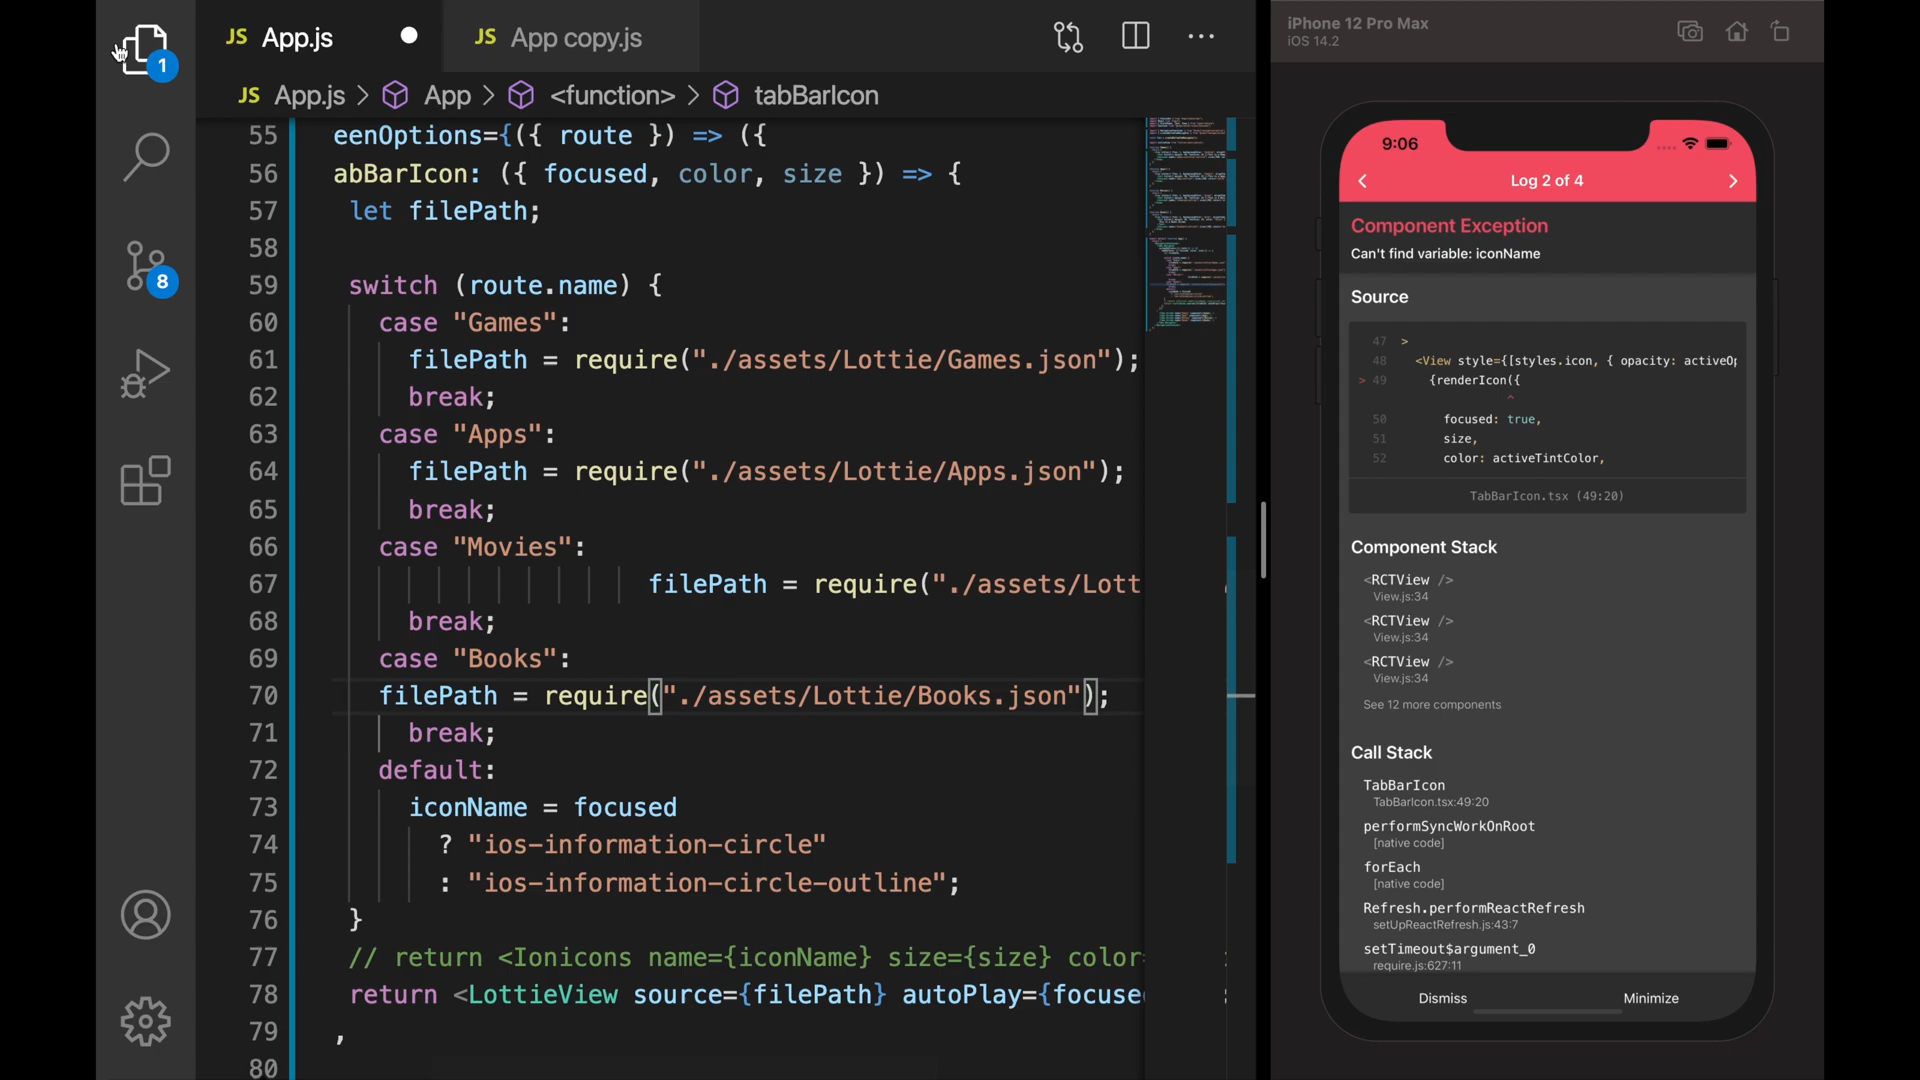 JS App.js
JS App copy.js
JS App.js > App > <function> > tabBarIcon
1
8
55 eenOptions={({ route }) => ({
56 abBarIcon: ({ focused, color, size }) => {
57 let filePath;
58
59 switch (route.name) {
60 case "Games":
61 filePath = require("./assets/Lottie/Games.json");
62 break;
63 case "Apps":
64 filePath = require("./assets/Lottie/Apps.json");
65 break;
66 case "Movies":
67 filePath = require("./assets/Lott
68 break;
69 case "Books":
70 filePath = require("./assets/Lottie/Books.json");
71 break;
72 default:
73 iconName = focused
74 ? "ios-information-circle"
75 : "ios-information-circle-outline";
76 }
77 // return <Ionicons name={iconName} size={size} color
78 return <LottieView source={filePath} autoPlay={focuse
79 ,
80
iPhone 12 Pro Max
iOS 14.2
9:06
Log 2 of 4
Component Exception
Can't find variable: iconName
Source
47 >
48 <View style={[styles.icon, { opacity: activeOp
> 49 {renderIcon({
^
50 focused: true,
51 size,
52 color: activeTintColor,
TabBarIcon.tsx (49:20)
Component Stack
<RCTView />
View.js:34
<RCTView />
View.js:34
<RCTView />
View.js:34
See 12 more components
Call Stack
TabBarIcon
TabBarIcon.tsx:49:20
performSyncWorkOnRoot
[native code]
forEach
[native code]
Refresh.performReactRefresh
setUpReactRefresh.js:43:7
setTimeout$argument_0
require.js:627:11
Dismiss
Minimize